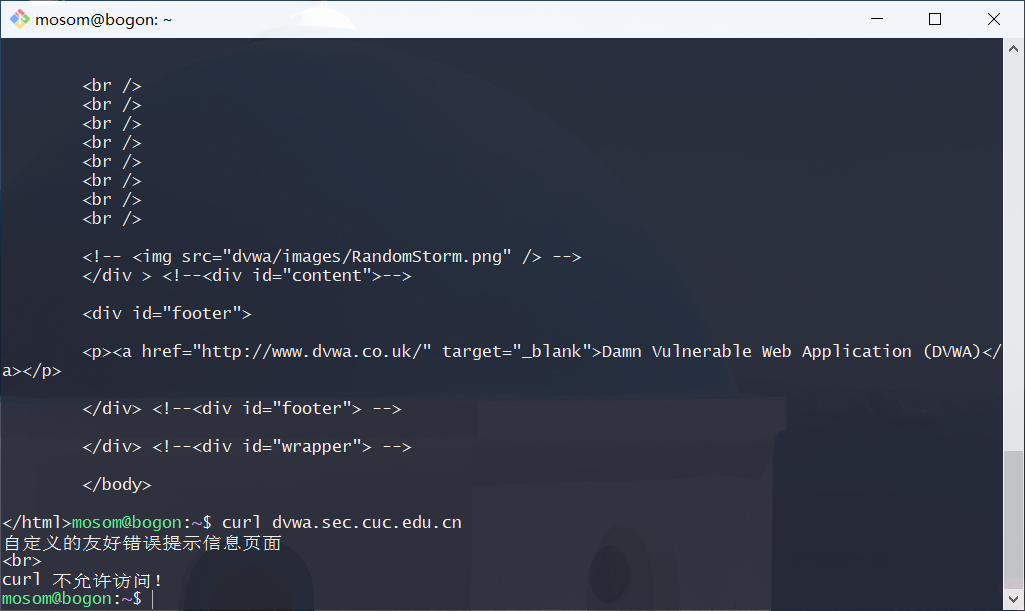 mosom@bogon: ~
<br />
<br />
<br />
<br />
<br />
<br />
<br />
<br />
<!-- <img src="dvwa/images/RandomStorm.png" /> -->
</div > <!--<div id="content">-->
<div id="footer">
<p><a href="http://www.dvwa.co.uk/" target="_blank">Damn Vulnerable Web Application (DVWA)</
a></p>
</div> <!--<div id="footer"> -->
</div> <!--<div id="wrapper"> -->
</body>
</html>mosom@bogon:~$ curl dvwa.sec.cuc.edu.cn
自定义的友好错误提示信息页面
<br>
curl 不允许访问!
mosom@bogon:~$